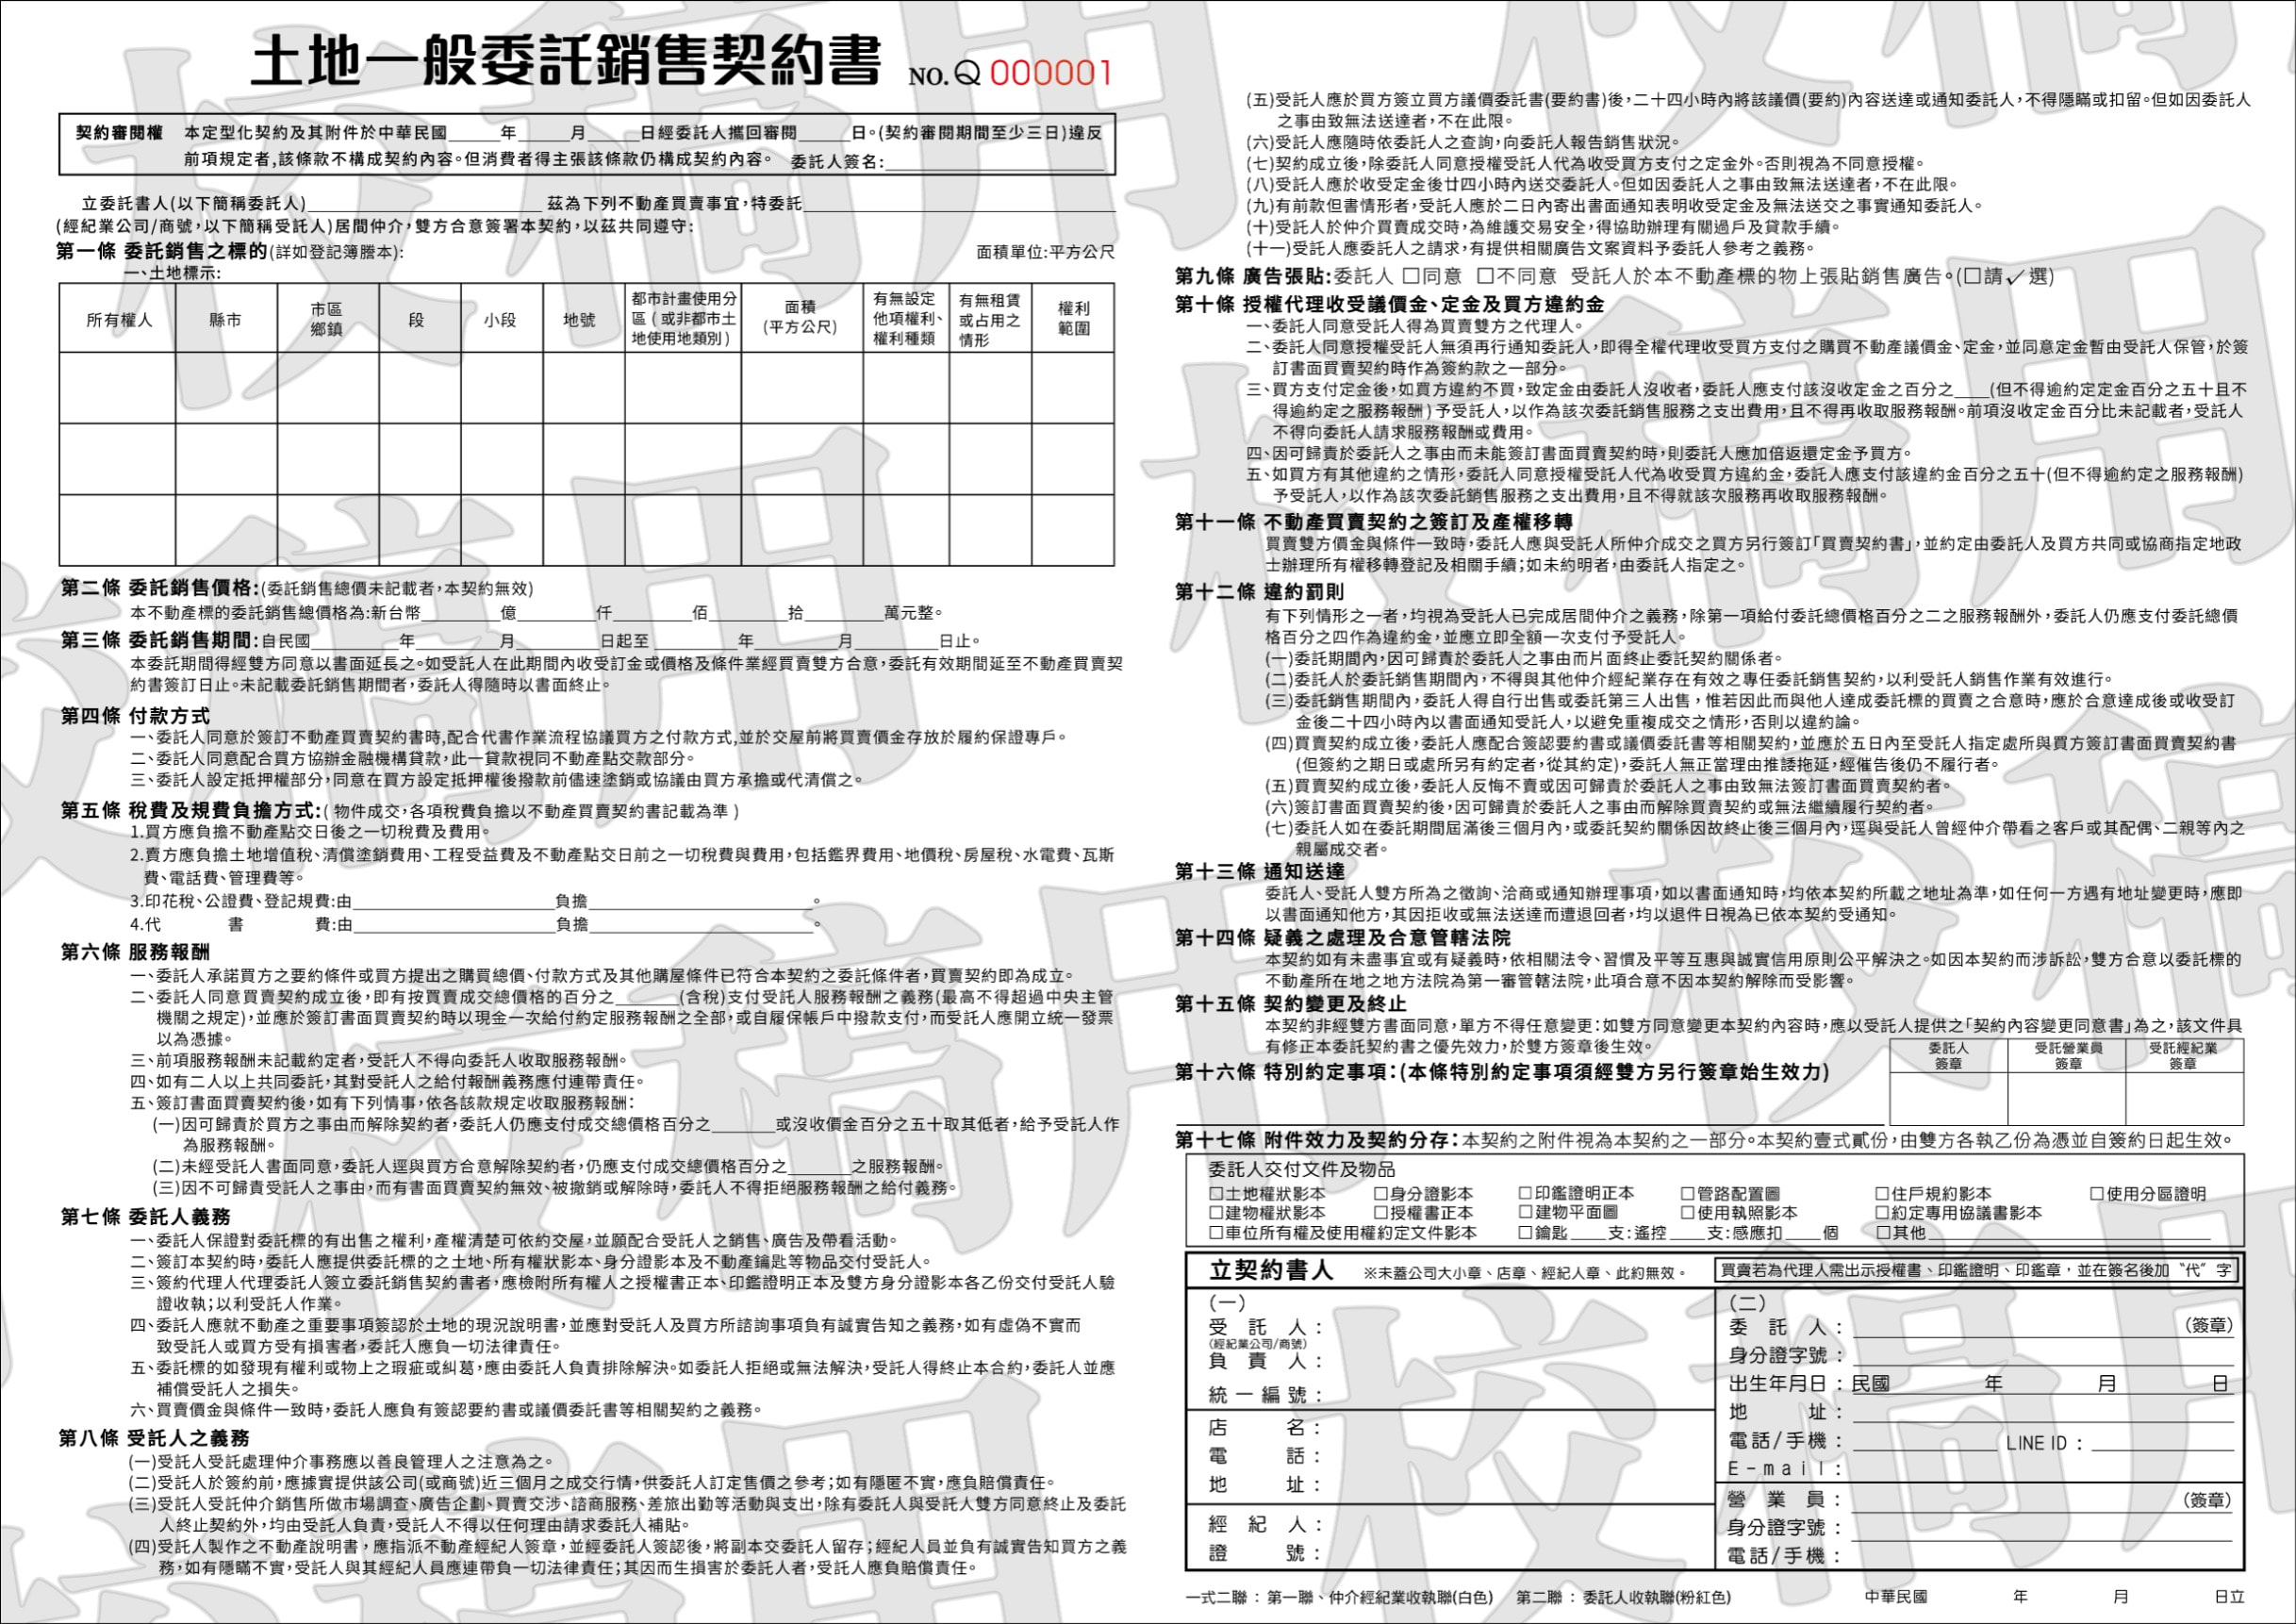 土地一般委託銷售契約書 NO.Q 000001
契約審閱權 本定型化契約及其附件於中華民國______年______月______日經委託人攜回審閱______日。(契約審閱期間至少三日)違反
前項規定者,該條款不構成契約內容。但消費者得主張該條款仍構成契約內容。 委託人簽名:______
立委託書人(以下簡稱委託人)______茲為下列不動產買賣事宜,特委託______
(經紀業公司/商號,以下簡稱受託人)居間仲介,雙方合意簽署本契約,以茲共同遵守:
第一條 委託銷售之標的(詳如登記簿謄本): 面積單位:平方公尺
一、土地標示:
所有權人 縣市 市區鄉鎮 段 小段 地號 都市計畫使用分區(或非都市土地使用地類別) 面積(平方公尺) 有無設定他項權利、權利種類 有無租賃或占用之情形 權利範圍
第二條 委託銷售價格:(委託銷售總價未記載者,本契約無效)
本不動產標的委託銷售總價格為:新台幣______億______仟______佰______拾______萬元整。
第三條 委託銷售期間:自民國______年______月______日起至______年______月______日止。
本委託期間得經雙方同意以書面延長之。如受託人在此期間內收受訂金或價格及條件業經買賣雙方合意,委託有效期間延至不動產買賣契
約書簽訂日止。未記載委託銷售期間者,委託人得隨時以書面終止。
第四條 付款方式
一、委託人同意於簽訂不動產買賣契約書時,配合代書作業流程協議買方之付款方式,並於交屋前將買賣價金存放於履約保證專戶。
二、委託人同意配合買方協辦金融機構貸款,此一貸款視同不動產點交款部分。
三、委託人設定抵押權部分,同意在買方設定抵押權後撥款前儘速塗銷或協議由買方承擔或代清償之。
第五條 稅費及規費負擔方式:( 物件成交,各項稅費負擔以不動產買賣契約書記載為準 )
1.買方應負擔不動產點交日後之一切稅費及費用。
2.賣方應負擔土地增值稅、清償塗銷費用、工程受益費及不動產點交日前之一切稅費與費用,包括鑑界費用、地價稅、房屋稅、水電費、瓦斯
費、電話費、管理費等。
3.印花稅、公證費、登記規費:由______負擔______。
4.代 書 費:由______負擔______。
第六條 服務報酬
一、委託人承諾買方之要約條件或買方提出之購買總價、付款方式及其他購屋條件已符合本契約之委託條件者,買賣契約即為成立。
二、委託人同意買賣契約成立後,即有按買賣成交總價格的百分之______(含稅)支付受託人服務報酬之義務(最高不得超過中央主管
機關之規定),並應於簽訂書面買賣契約時以現金一次給付約定服務報酬之全部,或自履保帳戶中撥款支付,而受託人應開立統一發票
以為憑據。
三、前項服務報酬未記載約定者,受託人不得向委託人收取服務報酬。
四、如有二人以上共同委託,其對受託人之給付報酬義務應付連帶責任。
五、簽訂書面買賣契約後,如有下列情事,依各該款規定收取服務報酬:
(一)因可歸責於買方之事由而解除契約者,委託人仍應支付成交總價格百分之______或沒收價金百分之五十取其低者,給予受託人作
為服務報酬。
(二)未經受託人書面同意,委託人逕與買方合意解除契約者,仍應支付成交總價格百分之______之服務報酬。
(三)因不可歸責受託人之事由,而有書面買賣契約無效、被撤銷或解除時,委託人不得拒絕服務報酬之給付義務。
第七條 委託人義務
一、委託人保證對委託標的有出售之權利,產權清楚可依約交屋,並願配合受託人之銷售、廣告及帶看活動。
二、簽訂本契約時,委託人應提供委託標的之土地、所有權狀影本、身分證影本及不動產鑰匙等物品交付受託人。
三、簽約代理人代理委託人簽立委託銷售契約書者,應檢附所有權人之授權書正本、印鑑證明正本及雙方身分證影本各乙份交付受託人驗
證收執;以利受託人作業。
四、委託人應就不動產之重要事項簽認於土地的現況說明書,並應對受託人及買方所諮詢事項負有誠實告知之義務,如有虛偽不實而
致受託人或買方受有損害者,委託人應負一切法律責任。
五、委託標的如發現有權利或物上之瑕疵或糾葛,應由委託人負責排除解決。如委託人拒絕或無法解決,受託人得終止本合約,委託人並應
補償受託人之損失。
六、買賣價金與條件一致時,委託人應負有簽認要約書或議價委託書等相關契約之義務。
第八條 受託人之義務
(一)受託人受託處理仲介事務應以善良管理人之注意為之。
(二)受託人於簽約前,應據實提供該公司(或商號)近三個月之成交行情,供委託人訂定售價之參考;如有隱匿不實,應負賠償責任。
(三)受託人受託仲介銷售所做市場調查、廣告企劃、買賣交涉、諮商服務、差旅出勤等活動與支出,除有委託人與受託人雙方同意終止及委託
人終止契約外,均由受託人負責,受託人不得以任何理由請求委託人補貼。
(四)受託人製作之不動產說明書,應指派不動產經紀人簽章,並經委託人簽認後,將副本交委託人留存;經紀人員並負有誠實告知買方之義
務,如有隱瞞不實,受託人與其經紀人員應連帶負一切法律責任;其因而生損害於委託人者,受託人應負賠償責任。
(五)受託人應於買方簽立買方議價委託書(要約書)後,二十四小時內將該議價(要約)內容送達或通知委託人,不得隱瞞或扣留。但如因委託人
之事由致無法送達者,不在此限。
(六)受託人應隨時依委託人之查詢,向委託人報告銷售狀況。
(七)契約成立後,除委託人同意授權受託人代為收受買方支付之定金外。否則視為不同意授權。
(八)受託人應於收受定金後廿四小時內送交委託人。但如因委託人之事由致無法送達者,不在此限。
(九)有前款但書情形者,受託人應於二日內寄出書面通知表明收受定金及無法送交之事實通知委託人。
(十)受託人於仲介買賣成交時,為維護交易安全,得協助辦理有關過戶及貸款手續。
(十一)受託人應委託人之請求,有提供相關廣告文案資料予委託人參考之義務。
第九條 廣告張貼:委託人 □同意 □不同意 受託人於本不動產標的物上張貼銷售廣告。(□請✓選)
第十條 授權代理收受議價金、定金及買方違約金
一、委託人同意受託人得為買賣雙方之代理人。
二、委託人同意授權受託人無須再行通知委託人,即得全權代理收受買方支付之購買不動產議價金、定金,並同意定金暫由受託人保管,於簽
訂書面買賣契約時作為簽約款之一部分。
三、買方支付定金後,如買方違約不買,致定金由委託人沒收者,委託人應支付該沒收定金之百分之____(但不得逾約定定金百分之五十且不
得逾約定之服務報酬)予受託人,以作為該次委託銷售服務之支出費用,且不得再收取服務報酬。前項沒收定金百分比未記載者,受託人
不得向委託人請求服務報酬或費用。
四、因可歸責於委託人之事由而未能簽訂書面買賣契約時,則委託人應加倍返還定金予買方。
五、如買方有其他違約之情形,委託人同意授權受託人代為收受買方違約金,委託人應支付該違約金百分之五十(但不得逾約定之服務報酬)
予受託人,以作為該次委託銷售服務之支出費用,且不得就該次服務再收取服務報酬。
第十一條 不動產買賣契約之簽訂及產權移轉
買賣雙方價金與條件一致時,委託人應與受託人所仲介成交之買方另行簽訂「買賣契約書」,並約定由委託人及買方共同或協商指定地政
士辦理所有權移轉登記及相關手續;如未約明者,由委託人指定之。
第十二條 違約罰則
有下列情形之一者,均視為受託人已完成居間仲介之義務,除第一項給付委託總價格百分之二之服務報酬外,委託人仍應支付委託總價
格百分之四作為違約金,並應立即全額一次支付予受託人。
(一)委託期間內,因可歸責於委託人之事由而片面終止委託契約關係者。
(二)委託人於委託銷售期間內,不得與其他仲介經紀業存在有效之專任委託銷售契約,以利受託人銷售作業有效進行。
(三)委託銷售期間內,委託人得自行出售或委託第三人出售,惟若因此而與他人達成委託標的買賣之合意時,應於合意達成後或收受訂
金後二十四小時內以書面通知受託人,以避免重複成交之情形,否則以違約論。
(四)買賣契約成立後,委託人應配合簽認要約書或議價委託書等相關契約,並應於五日內至受託人指定處所與買方簽訂書面買賣契約書
(但簽約之期日或處所另有約定者,從其約定),委託人無正當理由推諉拖延,經催告後仍不履行者。
(五)買賣契約成立後,委託人反悔不賣或因可歸責於委託人之事由致無法簽訂書面買賣契約者。
(六)簽訂書面買賣契約後,因可歸責於委託人之事由而解除買賣契約或無法繼續履行契約者。
(七)委託人如在委託期間屆滿後三個月內,或委託契約關係因故終止後三個月內,逕與受託人曾經仲介帶看之客戶或其配偶、二親等內之
親屬成交者。
第十三條 通知送達
委託人、受託人雙方所為之徵詢、洽商或通知辦理事項,如以書面通知時,均依本契約所載之地址為準,如任何一方遇有地址變更時,應即
以書面通知他方,其因拒收或無法送達而遭退回者,均以退件日視為已依本契約受通知。
第十四條 疑義之處理及合意管轄法院
本契約如有未盡事宜或有疑義時,依相關法令、習慣及平等互惠與誠實信用原則公平解決之。如因本契約而涉訴訟,雙方合意以委託標的
不動產所在地之地方法院為第一審管轄法院,此項合意不因本契約解除而受影響。
第十五條 契約變更及終止
本契約非經雙方書面同意,單方不得任意變更:如雙方同意變更本契約內容時,應以受託人提供之「契約內容變更同意書」為之,該文件具
有修正本委託契約書之優先效力,於雙方簽章後生效。
第十六條 特別約定事項:(本條特別約定事項須經雙方另行簽章始生效力)
委託人簽章 受託營業員簽章 受託經紀業簽章
第十七條 附件效力及契約分存:本契約之附件視為本契約之一部分。本契約壹式貳份,由雙方各執乙份為憑並自簽約日起生效。
委託人交付文件及物品
□土地權狀影本 □身分證影本 □印鑑證明正本 □管路配置圖 □住戶規約影本 □使用分區證明
□建物權狀影本 □授權書正本 □建物平面圖 □使用執照影本 □約定專用協議書影本
□車位所有權及使用權約定文件影本 □鑰匙____支:遙控____支:感應扣____個 □其他______
立契約書人 ※未蓋公司大小章、店章、經紀人章、此約無效。 買賣若為代理人需出示授權書、印鑑證明、印鑑章,並在簽名後加〝代〞字
(一)
受託人:
(經紀業公司/商號)
負責人:
統一編號:
店名:
電話:
地址:
經紀人:
證號:
(二)
委託人:______(簽章)
身分證字號:______
出生年月日:民國 年 月 日
地址:______
電話/手機:______ LINE ID:______
E-mail:
營業員:______(簽章)
身分證字號:______
電話/手機:
一式二聯:第一聯、仲介經紀業收執聯(白色) 第二聯:委託人收執聯(粉紅色) 中華民國 年 月 日立
校稿用
校稿用
校稿用
校稿用
校稿用
校稿用